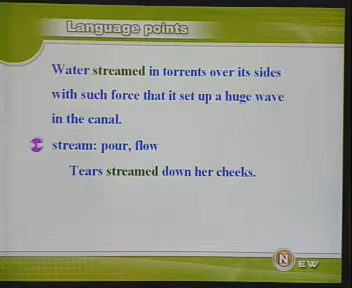 Language points
Water streamed in torrents over its sides
with such force that it set up a huge wave
in the canal.
stream: pour, flow
Tears streamed down her cheeks.
N EW